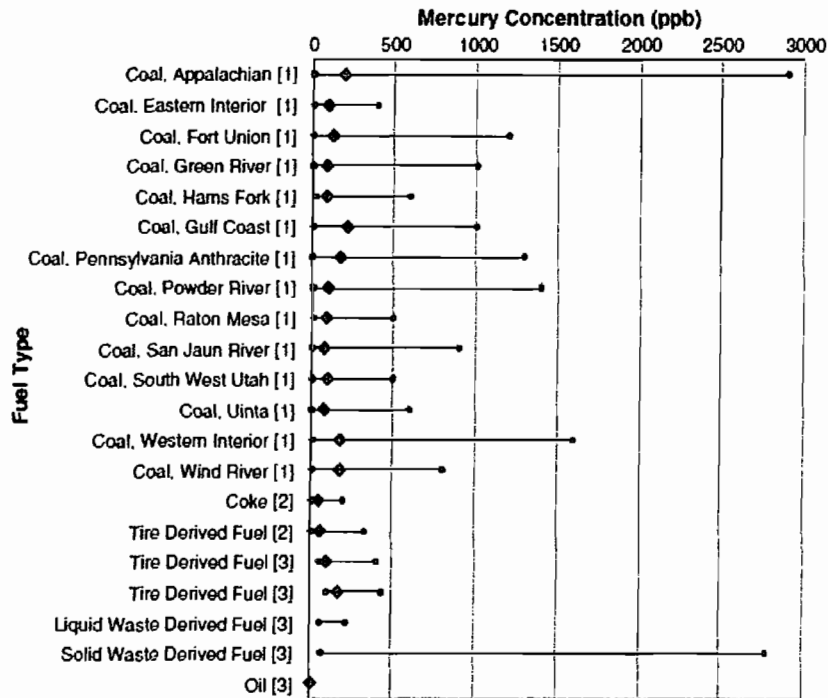 Mercury Concentration (ppb)
0 500 1000 1500 2000 2500 3000
Coal, Appalachian [1]
Coal. Eastern Interior [1]
Coal, Fort Union [1]
Coal, Green River [1]
Coal, Hams Fork [1]
Coal, Gulf Coast [1]
Coal, Pennsylvania Anthracite [1]
Coal, Powder River [1]
Coal, Raton Mesa [1]
Coal, San Jaun River [1]
Coal, South West Utah [1]
Coal, Uinta [1]
Coal, Western Interior [1]
Coal, Wind River [1]
Coke [2]
Tire Derived Fuel [2]
Tire Derived Fuel [3]
Tire Derived Fuel [3]
Liquid Waste Derived Fuel [3]
Solid Waste Derived Fuel [3]
Oil [3]
Fuel Type